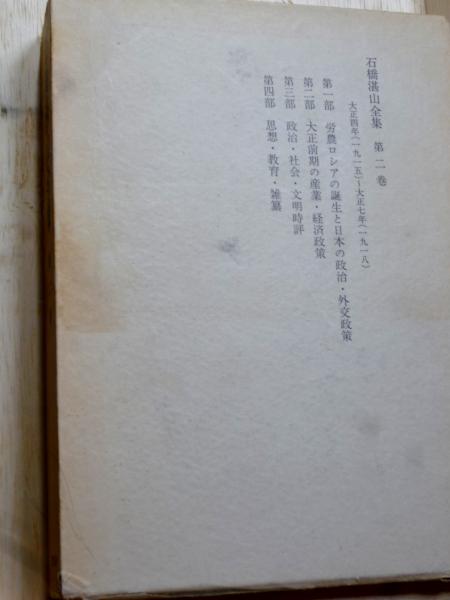 石橋湛山全集 第二巻
大正四年(一九一五)~大正七年(一九一八)
第一部 労農ロシアの誕生と日本の政治・外交政策
第二部 大正前期の産業・経済政策
第三部 政治・社会・文明時評
第四部 思想・教育・雑纂